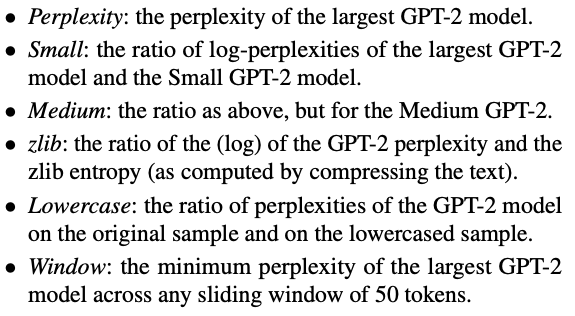 • Perplexity: the perplexity of the largest GPT-2 model.
• Small: the ratio of log-perplexities of the largest GPT-2
model and the Small GPT-2 model.
• Medium: the ratio as above, but for the Medium GPT-2.
• zlib: the ratio of the (log) of the GPT-2 perplexity and the
zlib entropy (as computed by compressing the text).
• Lowercase: the ratio of perplexities of the GPT-2 model
on the original sample and on the lowercased sample.
• Window: the minimum perplexity of the largest GPT-2
model across any sliding window of 50 tokens.